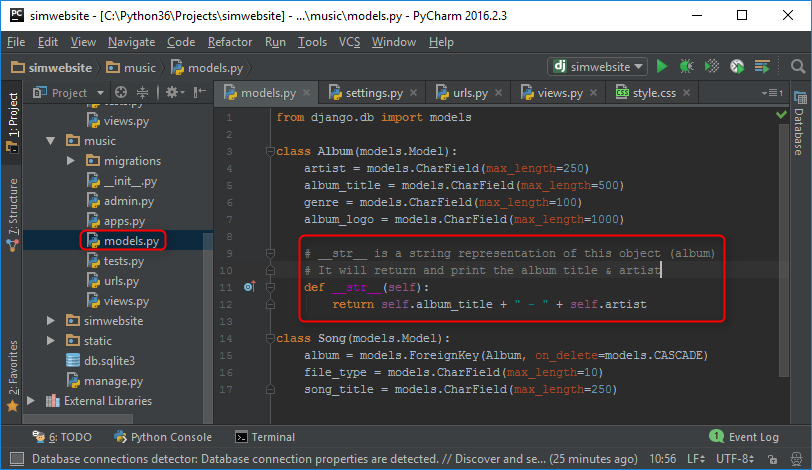 simwebsite - [C:\Python36\Projects\simwebsite] - ...\music\models.py - PyCharm 2016.2.3
File Edit View Navigate Code Refactor Run Tools VCS Window Help
simwebsite music models.py dj simwebsite
1: Project
7: Structure
2: Favorites
Project
views.py
music
migrations
__init__.py
admin.py
apps.py
models.py
tests.py
urls.py
views.py
simwebsite
static
db.sqlite3
manage.py
External Libraries
models.py settings.py urls.py views.py style.css
1 from django.db import models
2
3 class Album(models.Model):
4 artist = models.CharField(max_length=250)
5 album_title = models.CharField(max_length=500)
6 genre = models.CharField(max_length=100)
7 album_logo = models.CharField(max_length=1000)
8
9 # __str__ is a string representation of this object (album)
10 # It will return and print the album title & artist
11 def __str__(self):
12 return self.album_title + " - " + self.artist
13
14 class Song(models.Model):
15 album = models.ForeignKey(Album, on_delete=models.CASCADE)
16 file_type = models.CharField(max_length=10)
17 song_title = models.CharField(max_length=250)
Database
6: TODO Python Console Terminal 1 Event Log
Database connections detector: Database connection properties are detected. // Discover and se... (25 minutes ago) 10:56 LF UTF-8